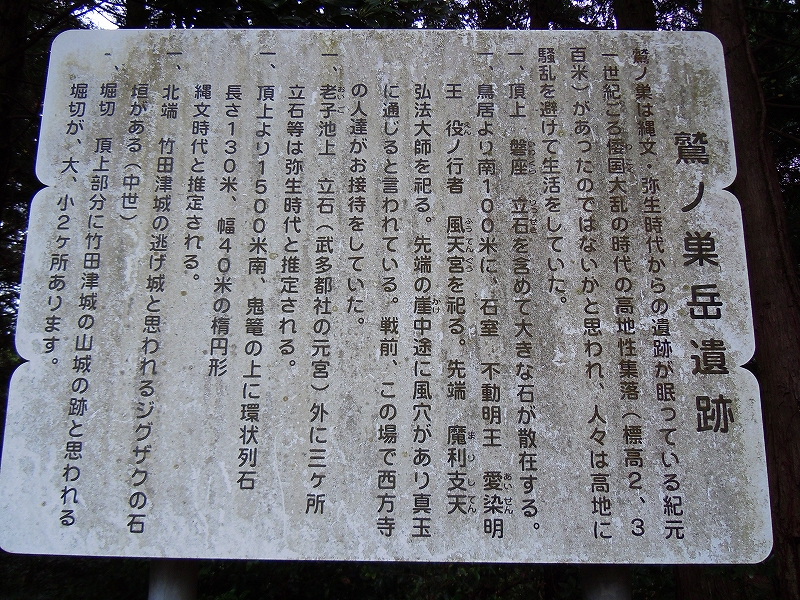 鷲ノ巣岳遺跡
鷲ノ巣は縄文・弥生時代からの遺跡が眠っている紀元
一世紀ごろ倭国大乱の時代の高地性集落（標高2、3
百米）があったのではないかと思われ、人々は高地に
騒乱を避けて生活をしていた。
一、頂上 磐座 立石を含めて大きな石が散在する。
一、鳥居より南100米に、石室 不動明王 愛染明
王 役ノ行者 風天宮を祀る。先端 魔利支天
弘法大師を祀る。先端の崖中途に風穴があり真玉
に通じると言われている。戦前、この場で西方寺
の人達がお接待をしていた。
一、老子池上 立石（武多都社の元宮）外に三ヶ所
立石等は弥生時代と推定される。
一、頂上より1500米南、鬼篭の上に環状列石
長さ130米、幅40米の楕円形
縄文時代と推定される。
一、北端 竹田津城の逃げ城と思われるジグザクの石
垣がある（中世）
一、堀切 頂上部分に竹田津城の山城の跡と思われる
堀切が、大、小2ヶ所あります。